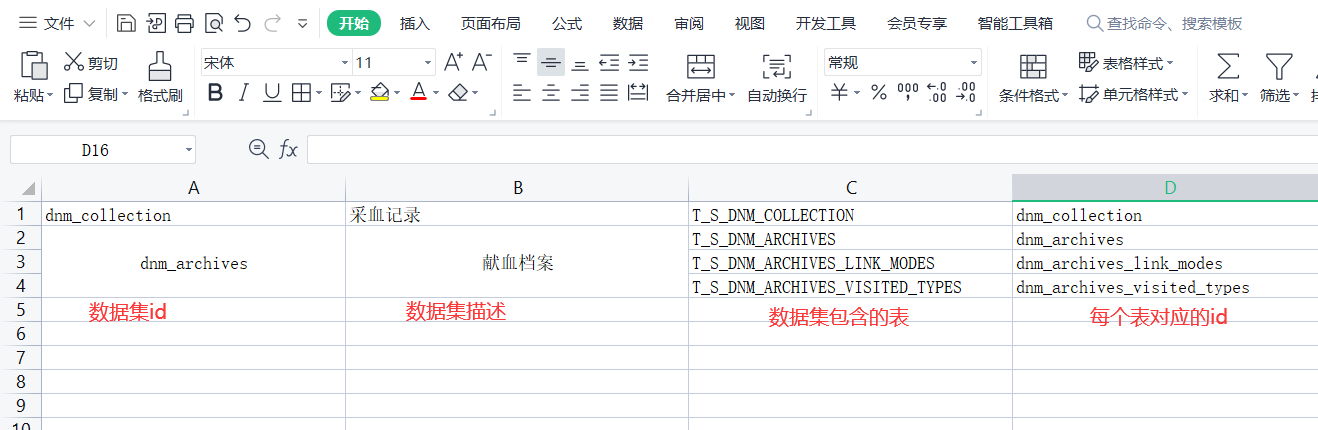 文件 开始 插入 页面布局 公式 数据 审阅 视图 开发工具 会员专享 智能工具箱 查找命令、搜索模板
粘贴 剪切 复制 格式刷 宋体 11 A+ A- B I U A 合并居中 自动换行 常规 ¥ % 000 ←.0 .00 .00 →.0 条件格式 表格样式 单元格样式 求和 筛选
D16 fx
A B C D
1 dnm_collection 采血记录 T_S_DNM_COLLECTION dnm_collection
2 T_S_DNM_ARCHIVES dnm_archives
3 dnm_archives 献血档案 T_S_DNM_ARCHIVES_LINK_MODES dnm_archives_link_modes
4 T_S_DNM_ARCHIVES_VISITED_TYPES dnm_archives_visited_types
5 数据集id 数据集描述 数据集包含的表 每个表对应的id
6
7
8
9
10